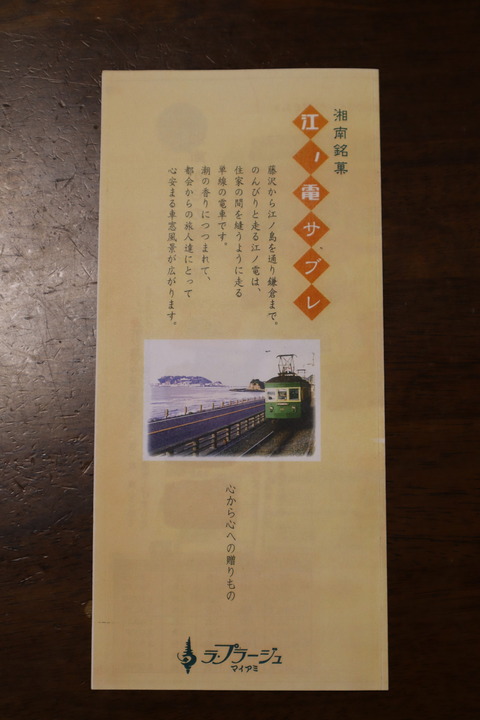 湘南銘菓
江ノ電サブレ
藤沢から江ノ島を通り鎌倉まで。
のんびりと走る江ノ電は、
住家の間を縫うように走る
単線の電車です。
潮の香りにつつまれて、
都会からの旅人達にとって
心安まる車窓風景が広がります。
心から心への贈りもの
ラ・プラージュ
マイアミ